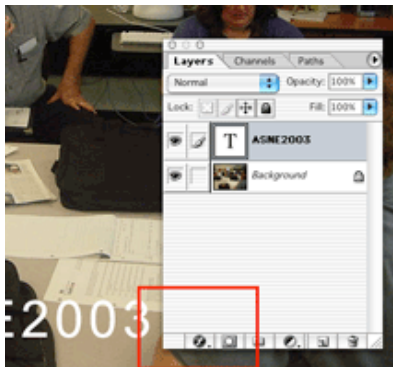 Layers Channels Paths
Normal Opacity: 100%
Lock: Fill: 100%
T ASNE2003
Background
E2003